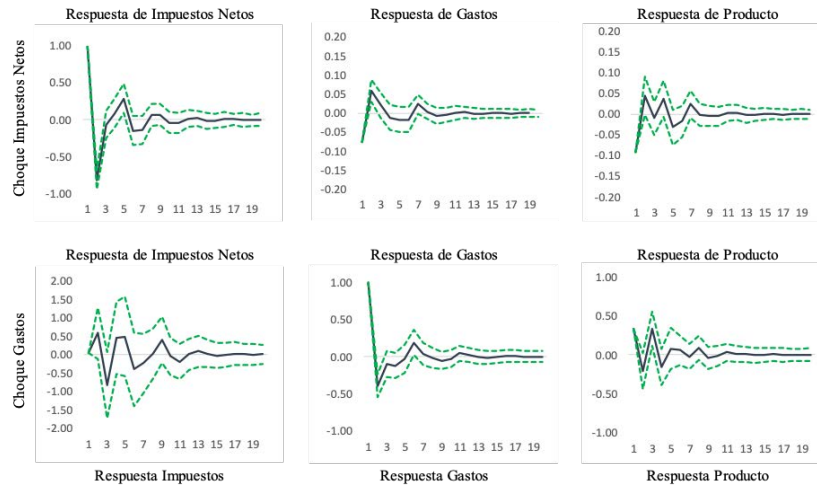 Respuesta de Impuestos Netos
Respuesta de Gastos
Respuesta de Producto
Choque Impuestos Netos
1.00
0.50
0.00
-0.50
-1.00
1 3 5 7 9 11 13 15 17 19
0.20
0.15
0.10
0.05
0.00
-0.05
-0.10
-0.15
-0.20
1 3 5 7 9 11 13 15 17 19
0.20
0.15
0.10
0.05
0.00
-0.05
-0.10
-0.15
-0.20
1 3 5 7 9 11 13 15 17 19
Respuesta de Impuestos Netos
Respuesta de Gastos
Respuesta de Producto
Choque Gastos
2.00
1.50
1.00
0.50
0.00
-0.50
-1.00
-1.50
-2.00
1 3 5 7 9 11 13 15 17 19
1.00
0.50
0.00
-0.50
-1.00
1 3 5 7 9 11 13 15 17 19
1.00
0.50
0.00
-0.50
-1.00
1 3 5 7 9 11 13 15 17 19
Respuesta Impuestos
Respuesta Gastos
Respuesta Producto